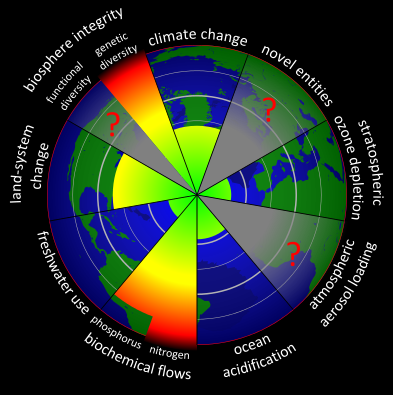 climate change
novel entities
stratospheric
ozone depletion
atmospheric
aerosol loading
ocean
acidification
biochemical flows
nitrogen
phosphorus
freshwater use
land-system
change
biosphere integrity
functional
diversity
genetic
diversity
?
?
?